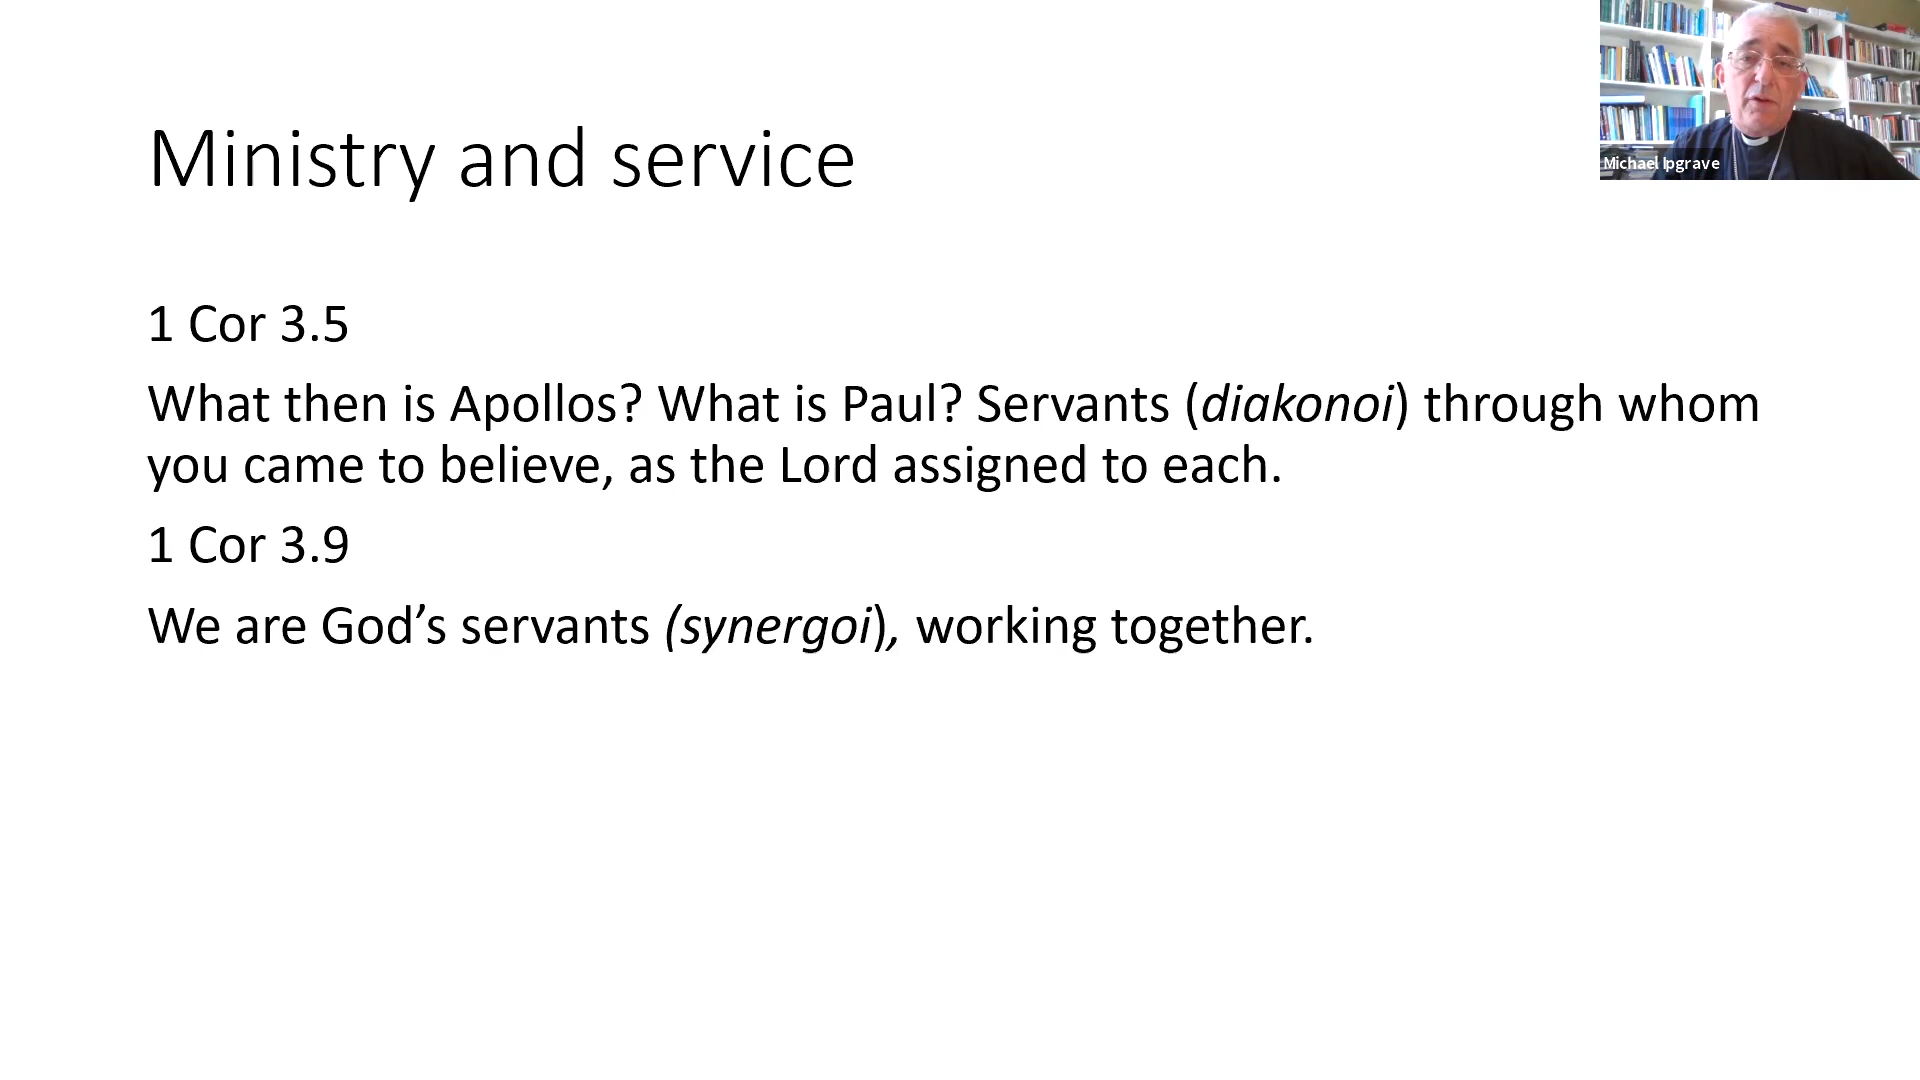 Ministry and service
Michael Ipgrave
1 Cor 3.5
What then is Apollos? What is Paul? Servants (diakonoi) through whom
you came to believe, as the Lord assigned to each.
1 Cor 3.9
We are God’s servants (synergoi), working together.